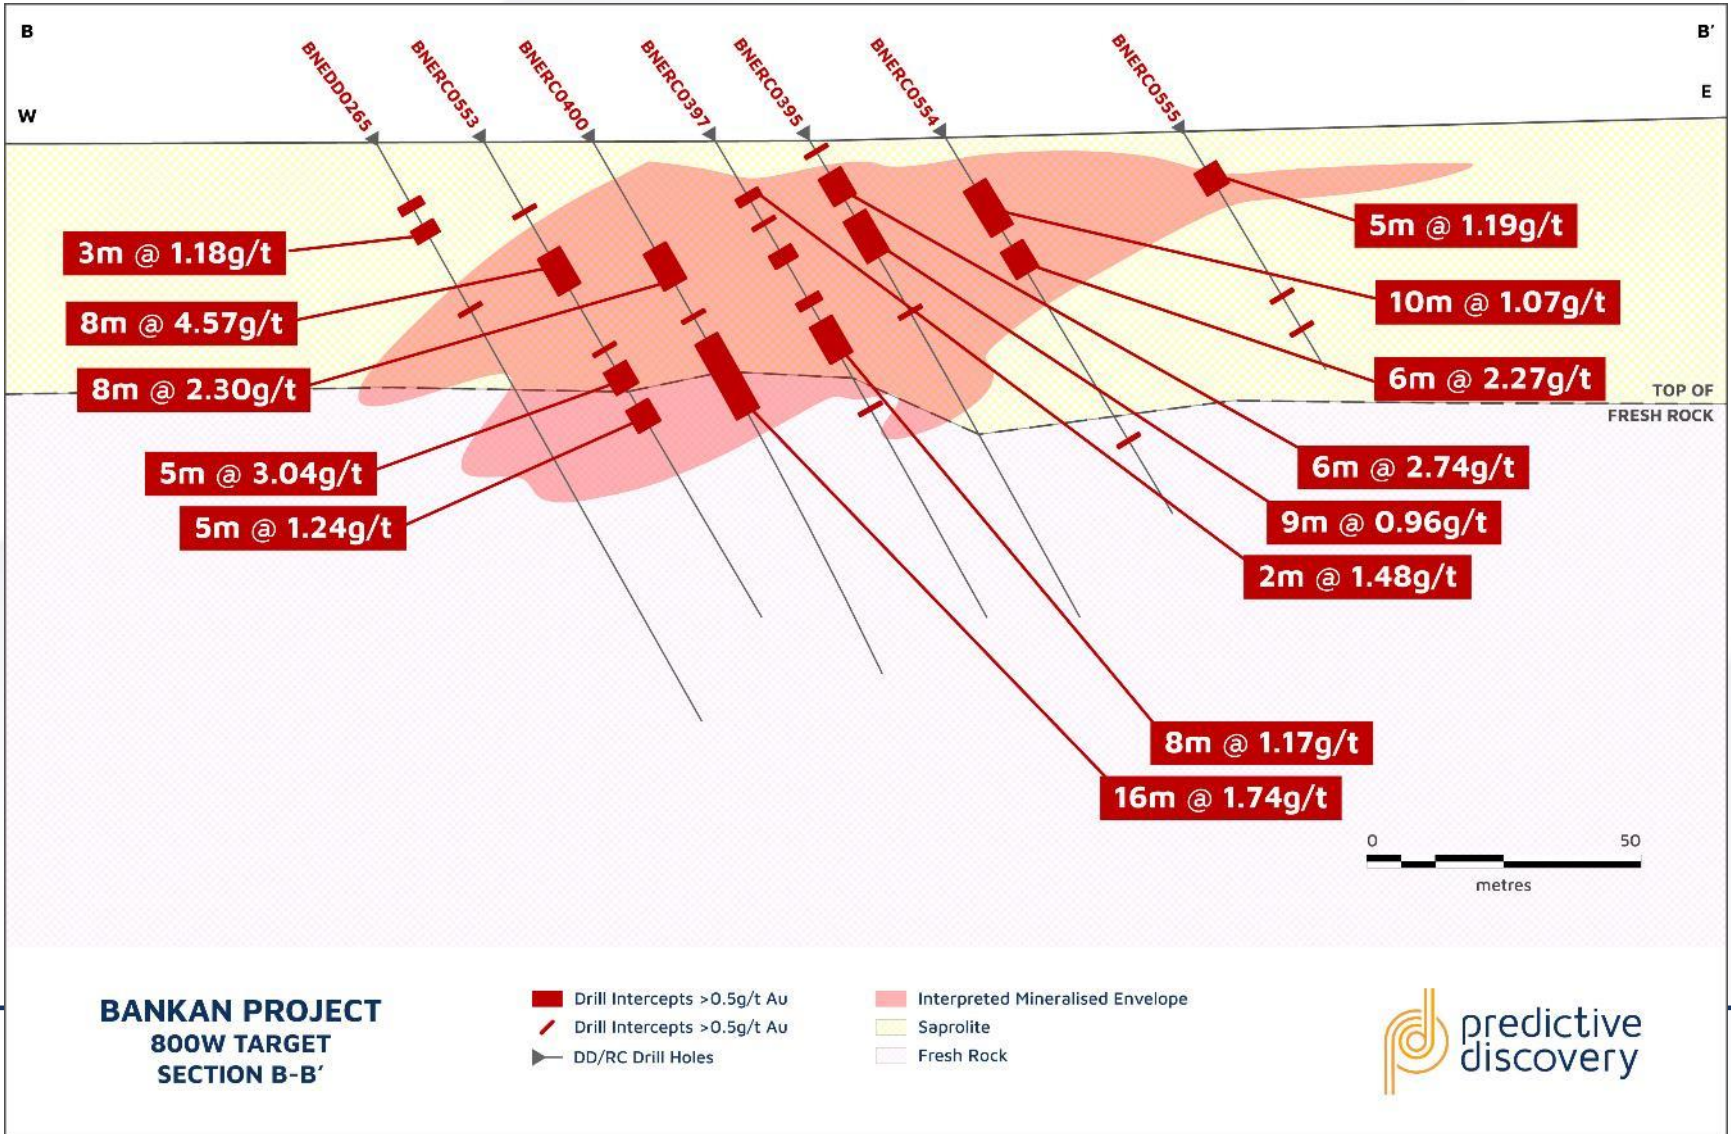 B
B'
W
E
BNEDD0265
BNERC0553
BNERC0400
BNERC0397
BNERC0395
BNERC0554
BNERC0555
3m @ 1.18g/t
8m @ 4.57g/t
8m @ 2.30g/t
5m @ 3.04g/t
5m @ 1.24g/t
5m @ 1.19g/t
10m @ 1.07g/t
6m @ 2.27g/t
TOP OF
FRESH ROCK
6m @ 2.74g/t
9m @ 0.96g/t
2m @ 1.48g/t
8m @ 1.17g/t
16m @ 1.74g/t
0 50
metres
BANKAN PROJECT
800W TARGET
SECTION B-B'
Drill Intercepts >0.5g/t Au
Drill Intercepts >0.5g/t Au
DD/RC Drill Holes
Interpreted Mineralised Envelope
Saprolite
Fresh Rock
predictive
discovery